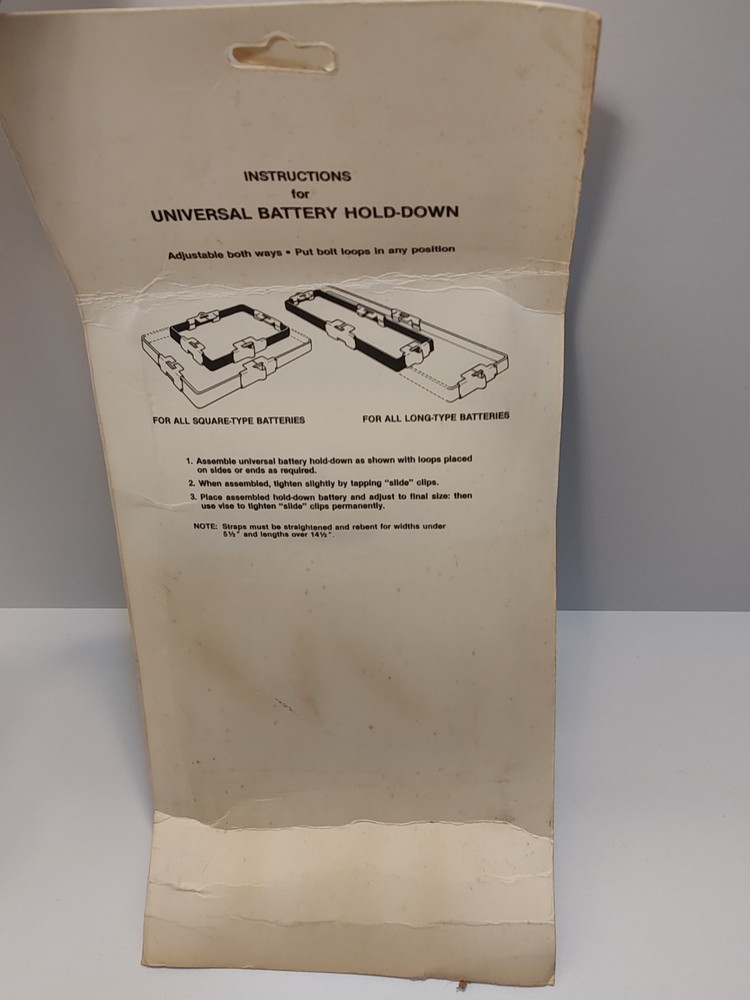 INSTRUCTIONS
for
UNIVERSAL BATTERY HOLD-DOWN
Adjustable both ways • Put bolt loops in any position
FOR ALL SQUARE-TYPE BATTERIES
FOR ALL LONG-TYPE BATTERIES
1. Assemble universal battery hold-down as shown with loops placed
on sides or ends as required.
2. When assembled, tighten slightly by tapping "slide" clips.
3. Place assembled hold-down battery and adjust to final size: then
use vise to tighten "slide" clips permanently.
NOTE: Straps must be straightened and rebent for widths under
5½" and lengths over 14½".